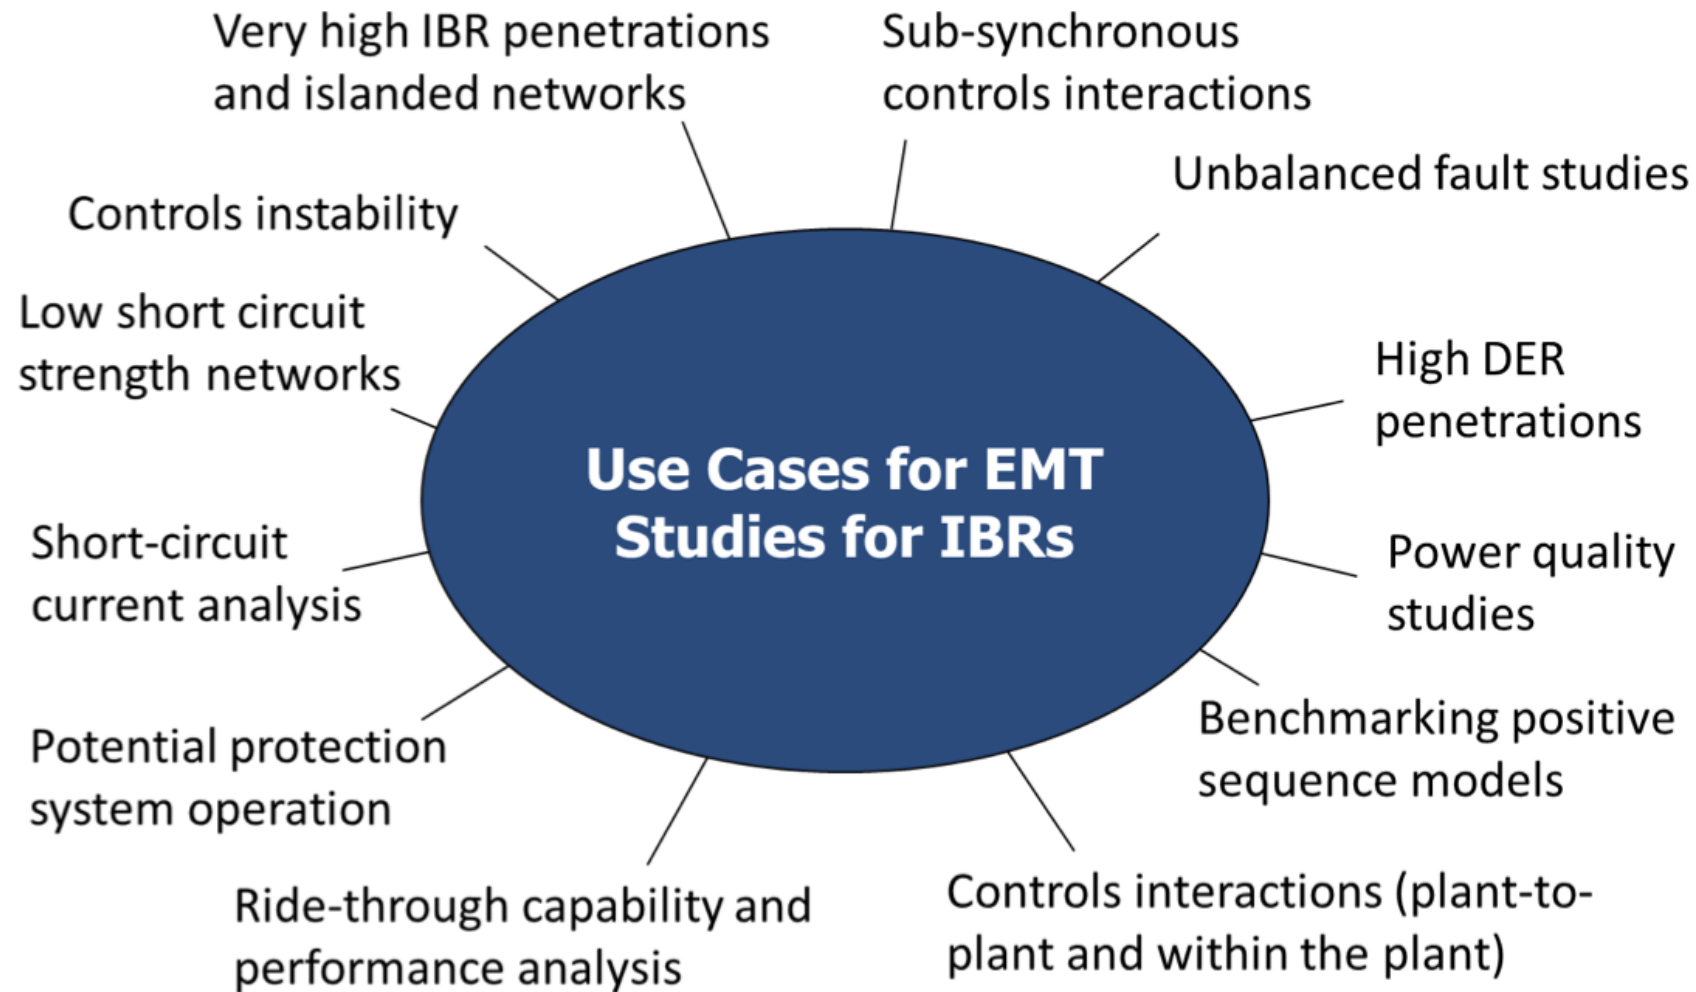 Very high IBR penetrations
and islanded networks
Sub-synchronous
controls interactions
Unbalanced fault studies
Controls instability
Low short circuit
strength networks
High DER
penetrations
Use Cases for EMT
Studies for IBRs
Short-circuit
current analysis
Power quality
studies
Potential protection
system operation
Benchmarking positive
sequence models
Ride-through capability and
performance analysis
Controls interactions (plant-to-
plant and within the plant)